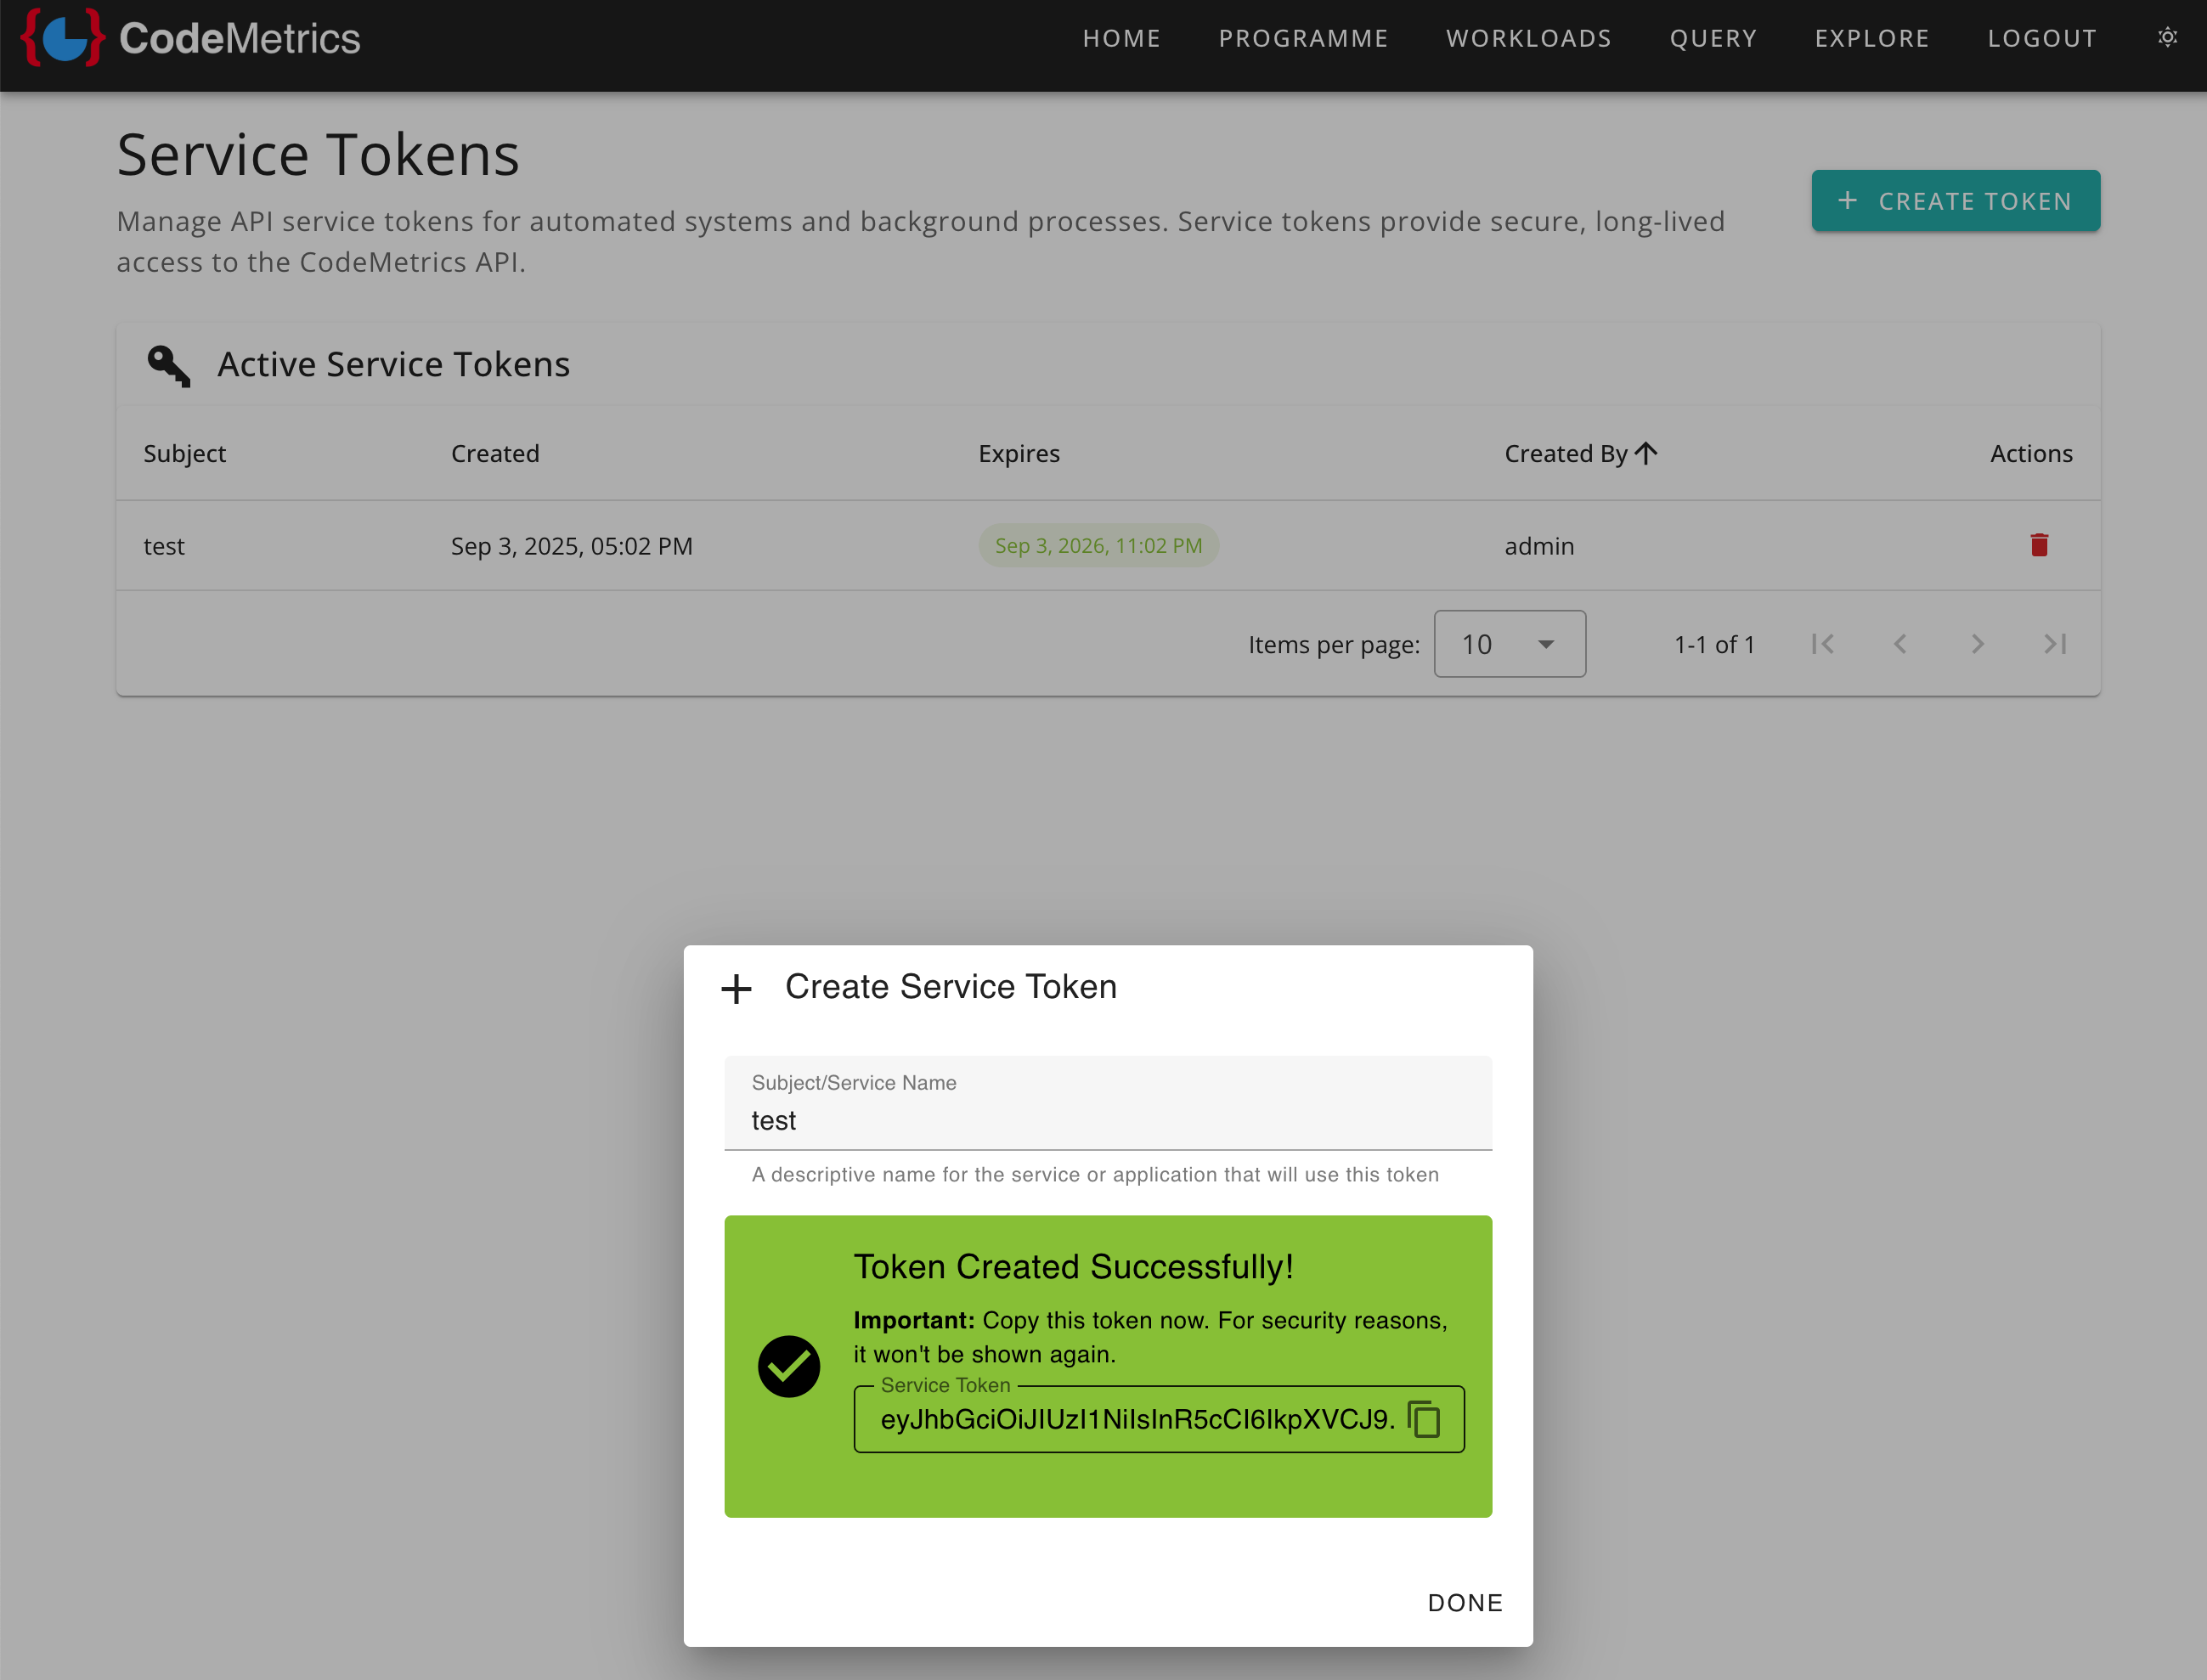 CodeMetrics
HOME PROGRAMME WORKLOADS QUERY EXPLORE LOGOUT
Service Tokens
Manage API service tokens for automated systems and background processes. Service tokens provide secure, long-lived
access to the CodeMetrics API.
+ CREATE TOKEN
Active Service Tokens
Subject Created Expires Created By Actions
test Sep 3, 2025, 05:02 PM Sep 3, 2026, 11:02 PM admin
Items per page: 10 1-1 of 1
Create Service Token
Subject/Service Name
test
A descriptive name for the service or application that will use this token
Token Created Successfully!
Important: Copy this token now. For security reasons,
it won't be shown again.
Service Token
eyJhbGciOiJIUzI1NiIsInR5cCI6IkpXVCJ9.
DONE